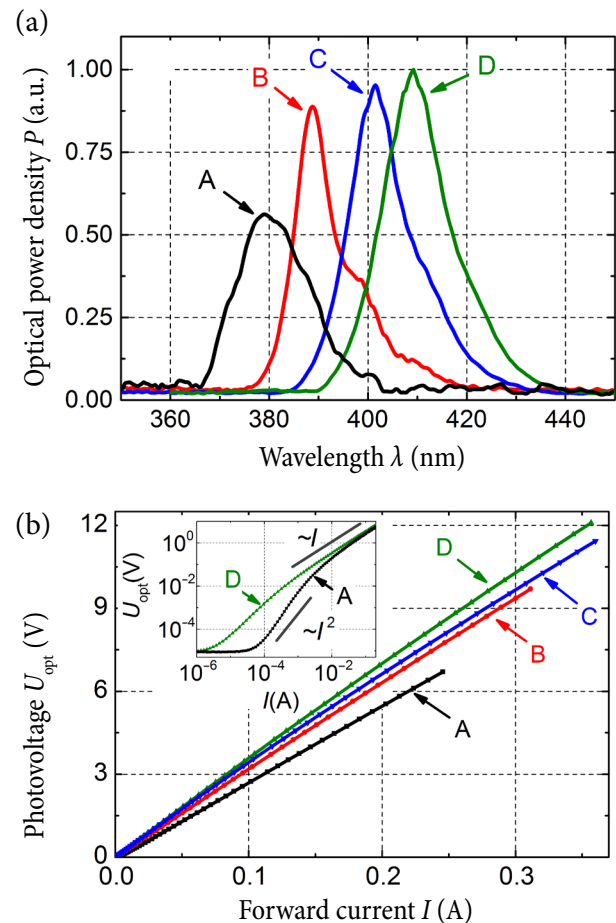 (a)
Optical power density P (a.u.)
1.00
0.75
0.50
0.25
0.00
A
B
C
D
360 380 400 420 440
Wavelength λ (nm)
(b)
Photovoltage U_opt (V)
12
9
6
3
0
U_opt(V)
10^0
10^-2
10^-4
~I
D
A
~I^2
10^-6 10^-4 10^-2
I(A)
D
C
B
A
0.0 0.1 0.2 0.3
Forward current I (A)